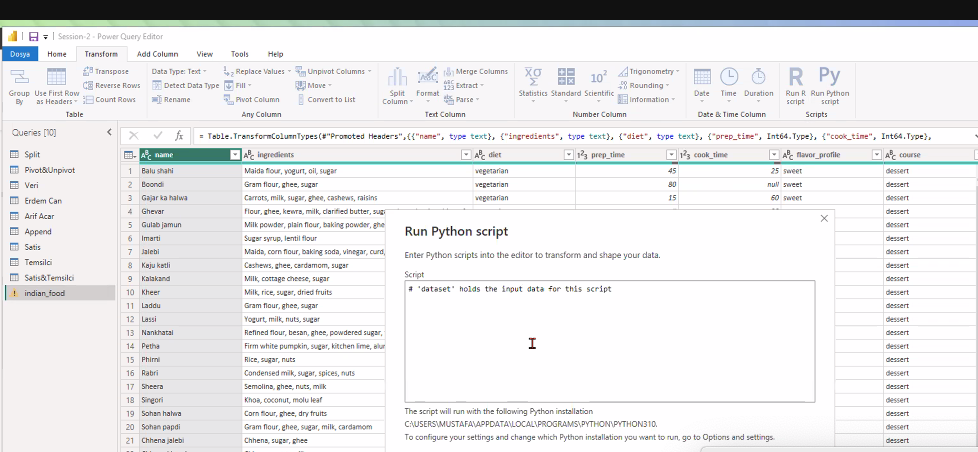 Session-2 - Power Query Editor
Dosya Home Transform Add Column View Tools Help
Group By
Use First Row as Headers
Transpose
Reverse Rows
Count Rows
Table
Data Type: Text
Detect Data Type
Rename
Replace Values
Fill
Pivot Column
Unpivot Columns
Move
Convert to List
Any Column
Split Column
Format
ABC
Merge Columns
ABC 123 Extract
abc Parse
Text Column
XΣ σ
Statistics
Standard
10²
Scientific
Trigonometry
.00 Rounding
Information
Number Column
Date
Time
Duration
Date & Time Column
R
Run R script
Py
Run Python script
Scripts
Queries [10]
fx = Table.TransformColumnTypes(#"Promoted Headers",{{"name", type text}, {"ingredients", type text}, {"diet", type text}, {"prep_time", Int64.Type}, {"cook_time", Int64.Type},
Split
Pivot&Unpivot
Veri
Erdem Can
Arif Acar
Append
Satis
Temsilci
Satis&Temsilci
indian_food
ABC name ABC ingredients ABC diet 123 prep_time 123 cook_time ABC flavor_profile ABC course
1 Balu shahi Maida flour, yogurt, oil, sugar vegetarian 45 25 sweet dessert
2 Boondi Gram flour, ghee, sugar vegetarian 80 null sweet dessert
3 Gajar ka halwa Carrots, milk, sugar, ghee, cashews, raisins vegetarian 15 60 sweet dessert
4 Ghevar Flour, ghee, kewra, milk, clarified butter, suga dessert
5 Gulab jamun Milk powder, plain flour, baking powder, ghe dessert
6 Imarti Sugar syrup, lentil flour dessert
7 Jalebi Maida, corn flour, baking soda, vinegar, curd, dessert
8 Kaju katli Cashews, ghee, cardamom, sugar dessert
9 Kalakand Milk, cottage cheese, sugar dessert
10 Kheer Milk, rice, sugar, dried fruits dessert
11 Laddu Gram flour, ghee, sugar dessert
12 Lassi Yogurt, milk, nuts, sugar dessert
13 Nankhatai Refined flour, besan, ghee, powdered sugar, dessert
14 Petha Firm white pumpkin, sugar, kitchen lime, alur dessert
15 Phirni Rice, sugar, nuts dessert
16 Rabri Condensed milk, sugar, spices, nuts dessert
17 Sheera Semolina, ghee, nuts, milk dessert
18 Singori Khoa, coconut, molu leaf dessert
19 Sohan halwa Corn flour, ghee, dry fruits dessert
20 Sohan papdi Gram flour, ghee, sugar, milk, cardamom dessert
21 Chhena jalebi Chhena, sugar, ghee dessert
Run Python script
Enter Python scripts into the editor to transform and shape your data.
Script
# 'dataset' holds the input data for this script
The script will run with the following Python installation
C:\USERS\MUSTAFA\APPDATA\LOCAL\PROGRAMS\PYTHON\PYTHON310.
To configure your settings and change which Python installation you want to run, go to Options and settings.